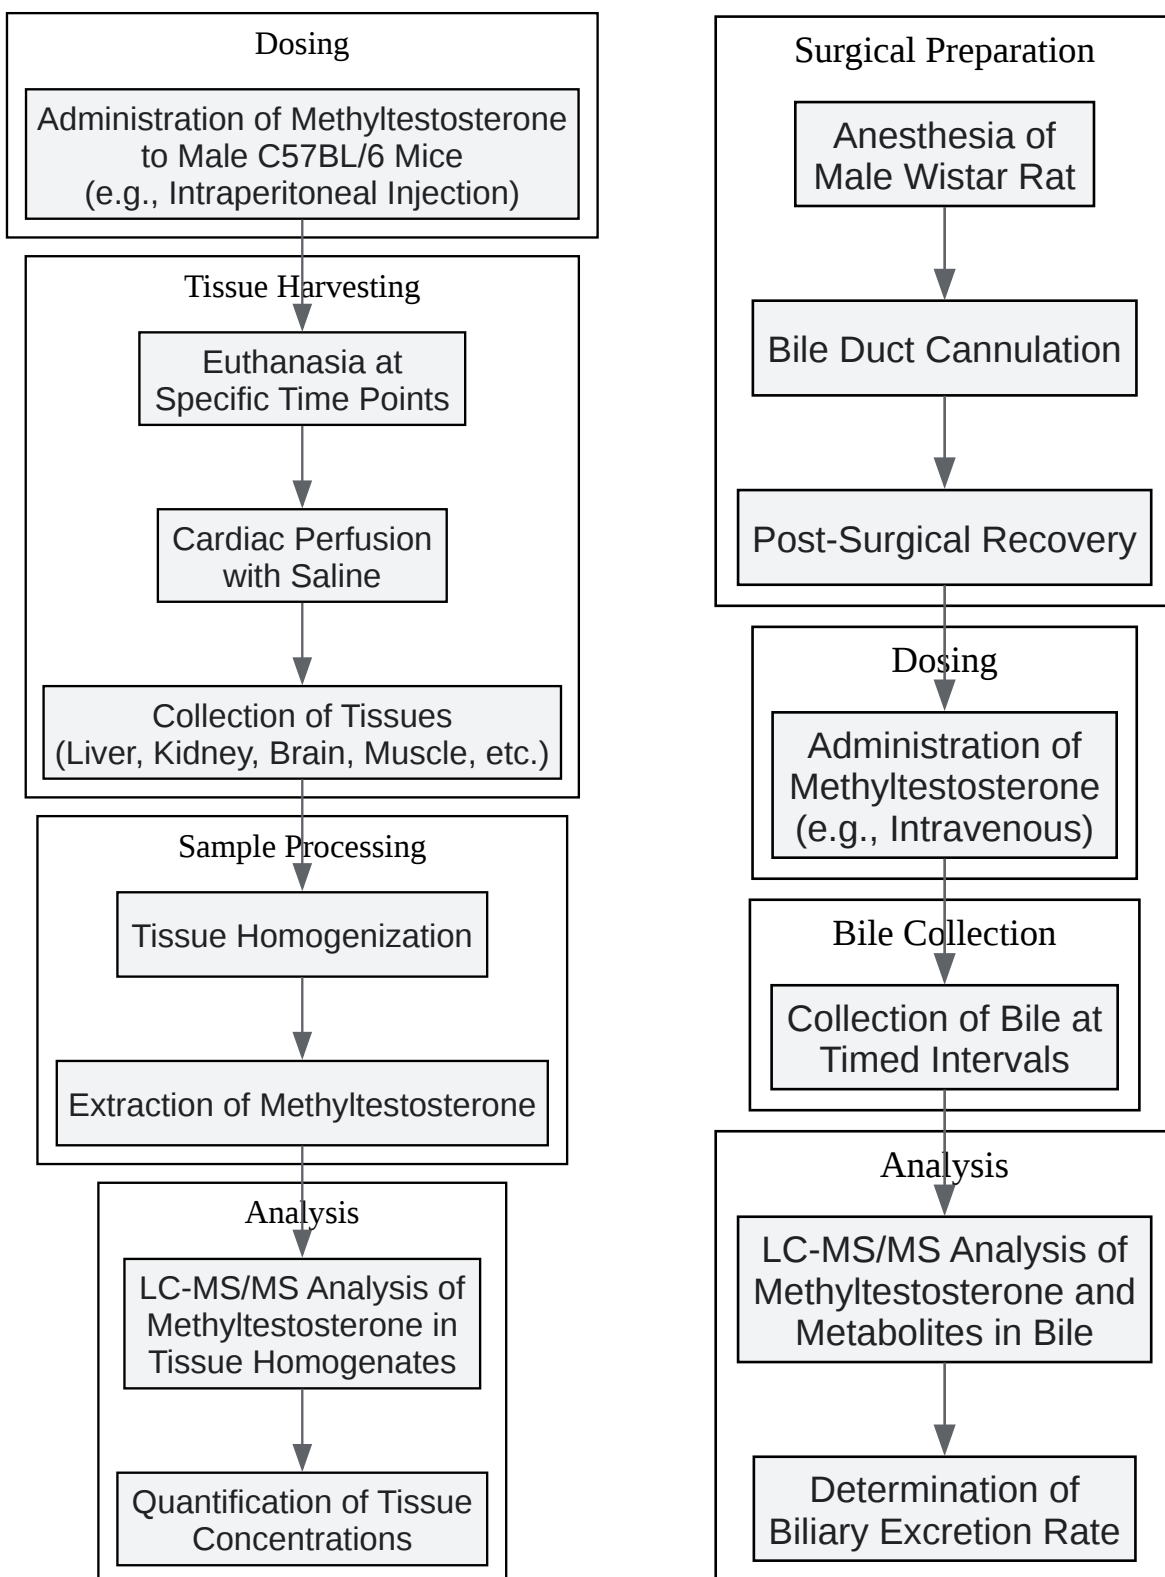 Dosing
Administration of Methyltestosterone
to Male C57BL/6 Mice
(e.g., Intraperitoneal Injection)
Tissue Harvesting
Euthanasia at
Specific Time Points
Cardiac Perfusion
with Saline
Collection of Tissues
(Liver, Kidney, Brain, Muscle, etc.)
Sample Processing
Tissue Homogenization
Extraction of Methyltestosterone
Analysis
LC-MS/MS Analysis of
Methyltestosterone in
Tissue Homogenates
Quantification of Tissue
Concentrations
Surgical Preparation
Anesthesia of
Male Wistar Rat
Bile Duct Cannulation
Post-Surgical Recovery
Dosing
Administration of
Methyltestosterone
(e.g., Intravenous)
Bile Collection
Collection of Bile at
Timed Intervals
Analysis
LC-MS/MS Analysis of
Methyltestosterone and
Metabolites in Bile
Determination of
Biliary Excretion Rate